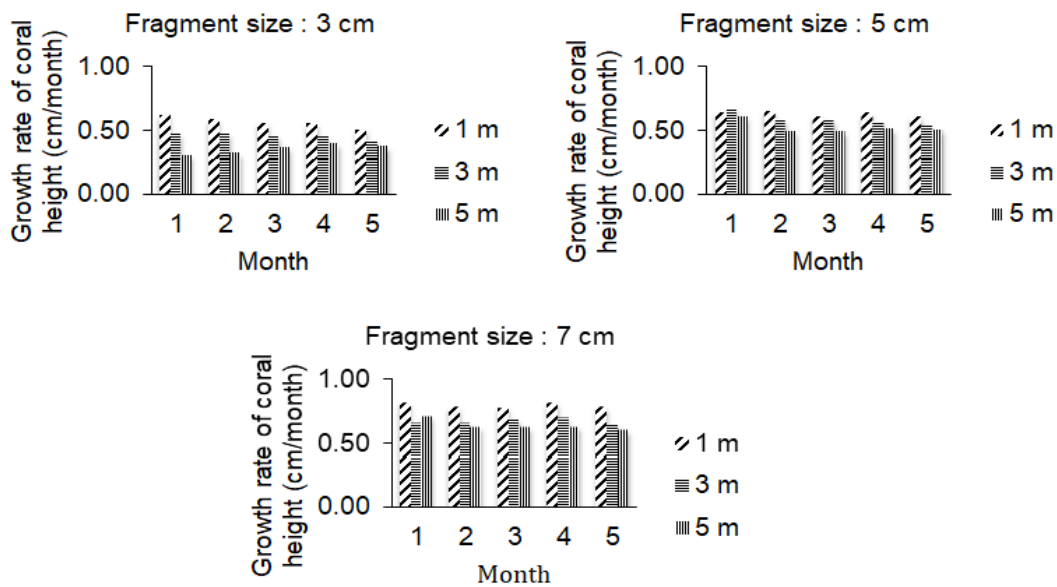 Fragment size : 3 cm
Growth rate of coral
height (cm/month)
1.00
0.50
0.00
1 2 3 4 5
Month
1 m
3 m
5 m
Fragment size : 5 cm
Growth rate of coral
height (cm/month)
1.00
0.50
0.00
1 2 3 4 5
Month
1 m
3 m
5 m
Fragment size : 7 cm
Growth rate of coral
height (cm/month)
1.00
0.50
0.00
1 2 3 4 5
Month
1 m
3 m
5 m